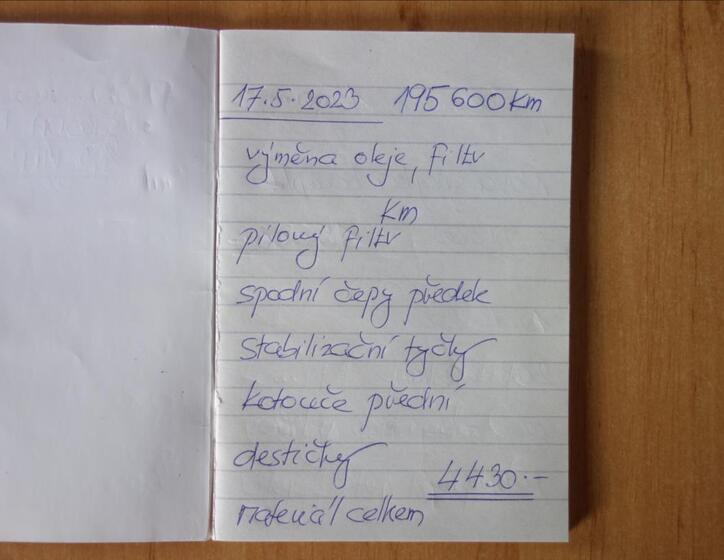 17.5.2023 195 600 km
výměna oleje, filtr
km
pilový filtr
spodní čepy předek
stabilizační tyčky
kotouče přední
destičky
4430.-
materiál celkem